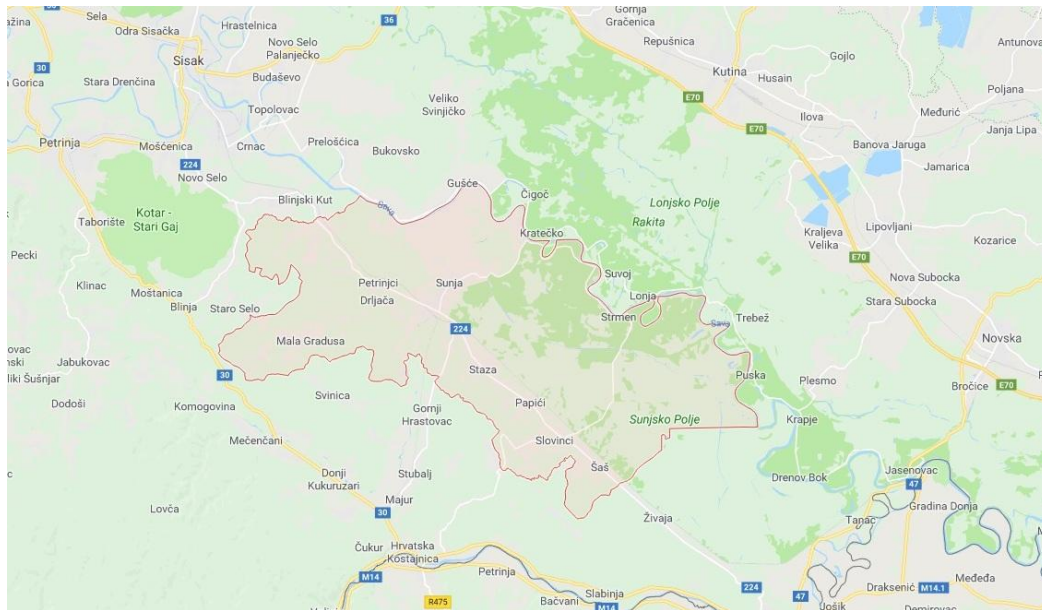 Sela
Hrastelnica
Gornja
Gračenica
Antunova
Odra Sisačka
36
Novo Selo
Palanječko
Repušnica
Gojlo
Sisak
30
Budaševo
Kutina
Husain
Stara Drenčina
Veliko
Svinjičko
Poljana
Topolovac
E70
Ilova
Međurić
Petrinja
Mošćenica
Crnac
Prelošćica
E70
Janja Lipa
Bukovsko
Banova Jaruga
224
Novo Selo
Jamarica
Gušće
Čigoč
Blinjski Kut
Sava
Lonjsko Polje
Taborište
Kotar -
Stari Gaj
Rakita
Kraljeva
Velika
Lipovljani
Kratečko
Kozarice
Pecki
E70
Klinac
Petrinjci
Sunja
Suvoj
Nova Subocka
Moštanica
Drljača
Lonja
Stara Subocka
Blinja
Staro Selo
Strmen
Trebež
224
Sava
Mala Gradusa
Novska
Jabukovac
Staza
Puska
30
Plesmo
E70
Bročice
Svinica
Dodoši
Komogovina
Gornji
Hrastovac
Papići
Sunjsko Polje
Krapje
Mečenčani
Slovinci
Šaš
Jasenovac
Donji
Kukuruzari
Stubalj
Drenov Bok
47
Gradina Donja
Majur
Lovča
30
Živaja
Tanac
Čukur
Hrvatska
Kostajnica
M14
Petrinja
224
Međeđa
Slabinja
47
Draksenić
M14.1
R475
Bačvani
M14